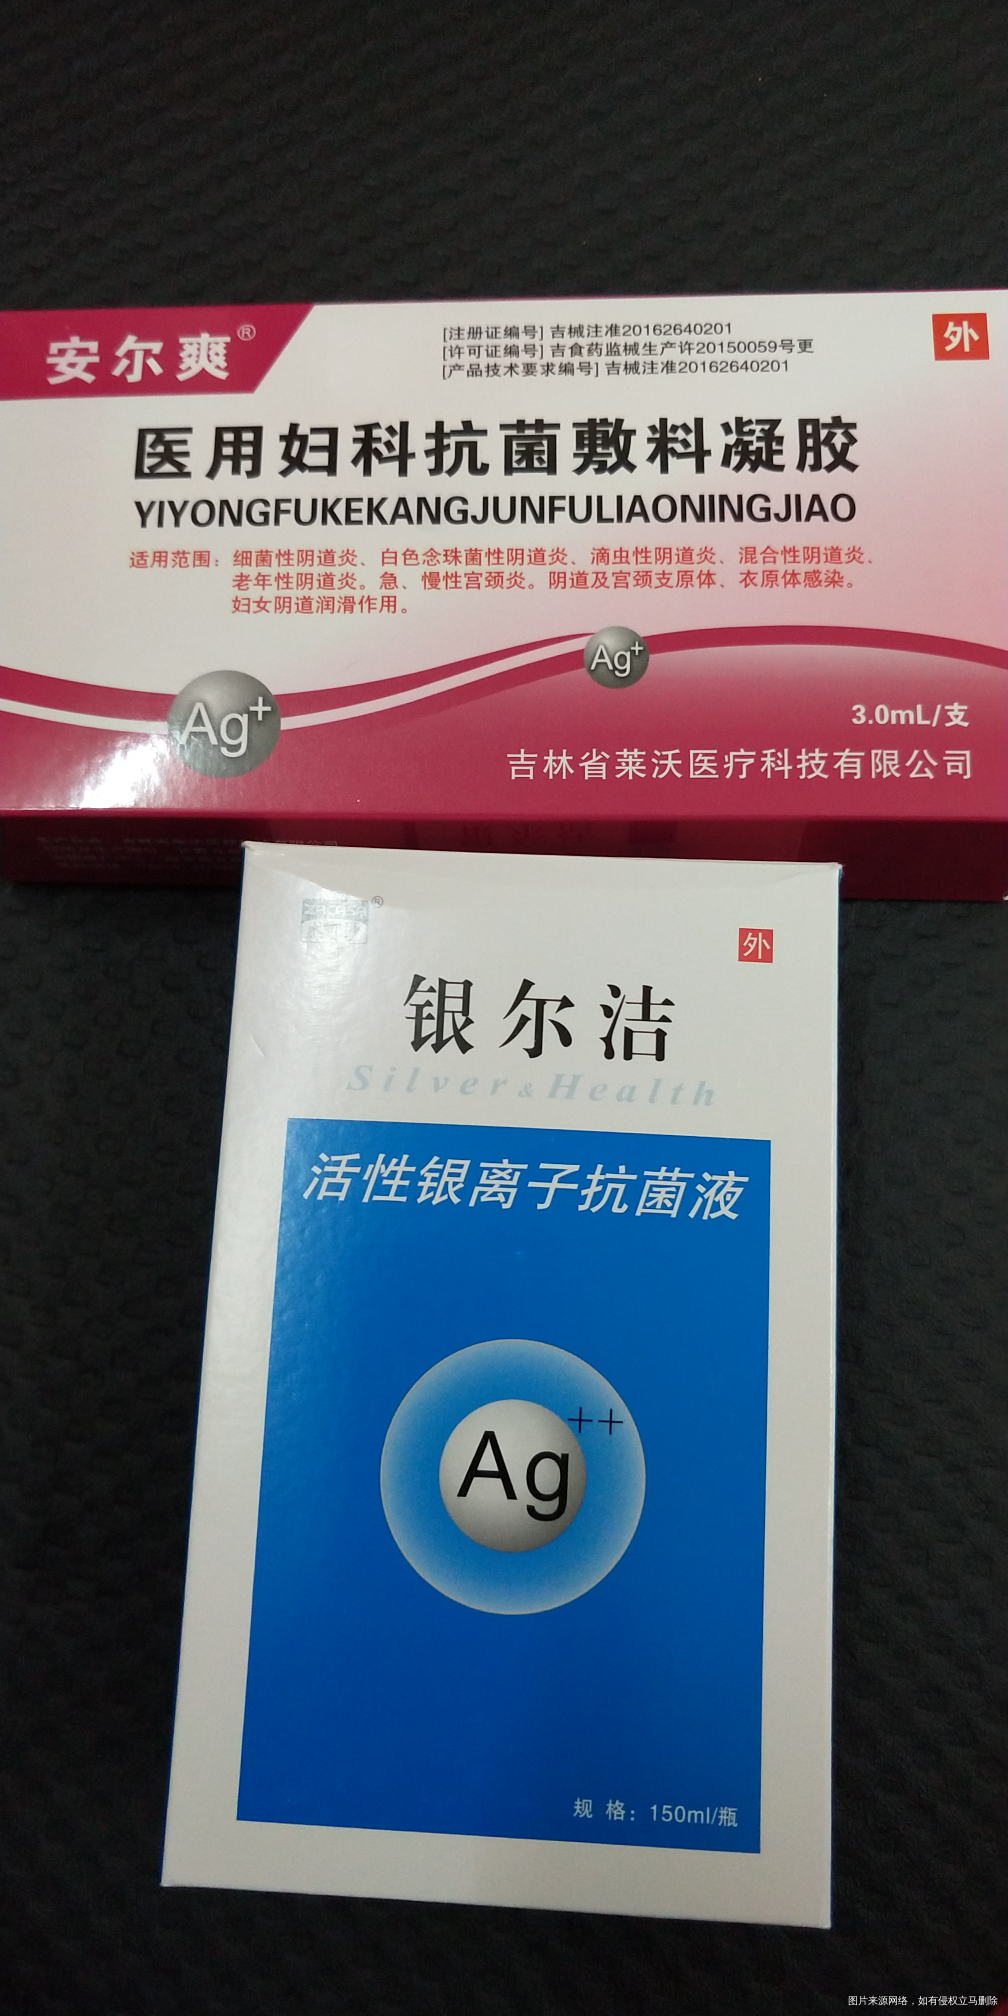 安尔爽®
[注册证编号] 吉械注准20162640201
[许可证编号] 吉食药监械生产许20150059号更
[产品技术要求编号] 吉械注准20162640201
外
医用妇科抗菌敷料凝胶
YIYONGFUKEKANGJUNFULIAONINGJIAO
适用范围：细菌性阴道炎、白色念珠菌性阴道炎、滴虫性阴道炎、混合性阴道炎、
老年性阴道炎。急、慢性宫颈炎。阴道及宫颈支原体、衣原体感染。
妇女阴道润滑作用。
Ag+
Ag+
3.0mL/支
吉林省莱沃医疗科技有限公司
®
外
银尔洁
Silver&Health
活性银离子抗菌液
Ag++
规 格：150ml/瓶
图片来源网络，如有侵权立马删除